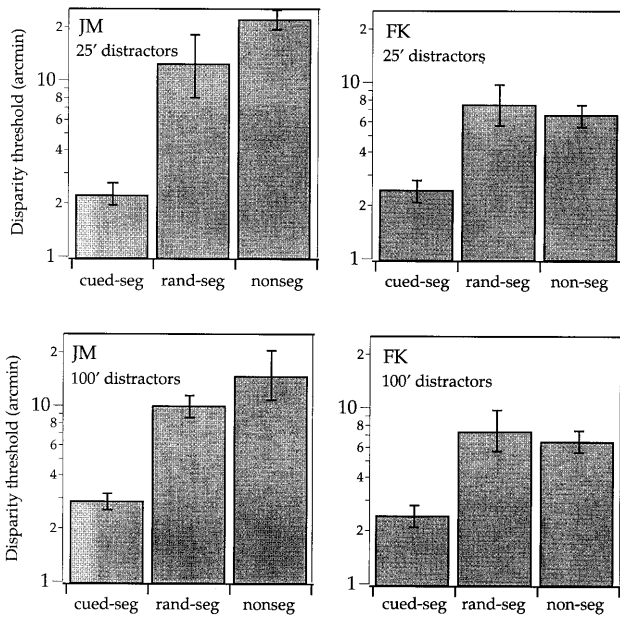 JM
25' distractors
Disparity threshold (arcmin)
2
10
8
6
4
2
1
cued-seg rand-seg nonseg
FK
25' distractors
2
10
8
6
4
2
1
cued-seg rand-seg non-seg
JM
100' distractors
Disparity threshold (arcmin)
2
10
8
6
4
2
1
cued-seg rand-seg nonseg
FK
100' distractors
2
10
8
6
4
2
1
cued-seg rand-seg non-seg